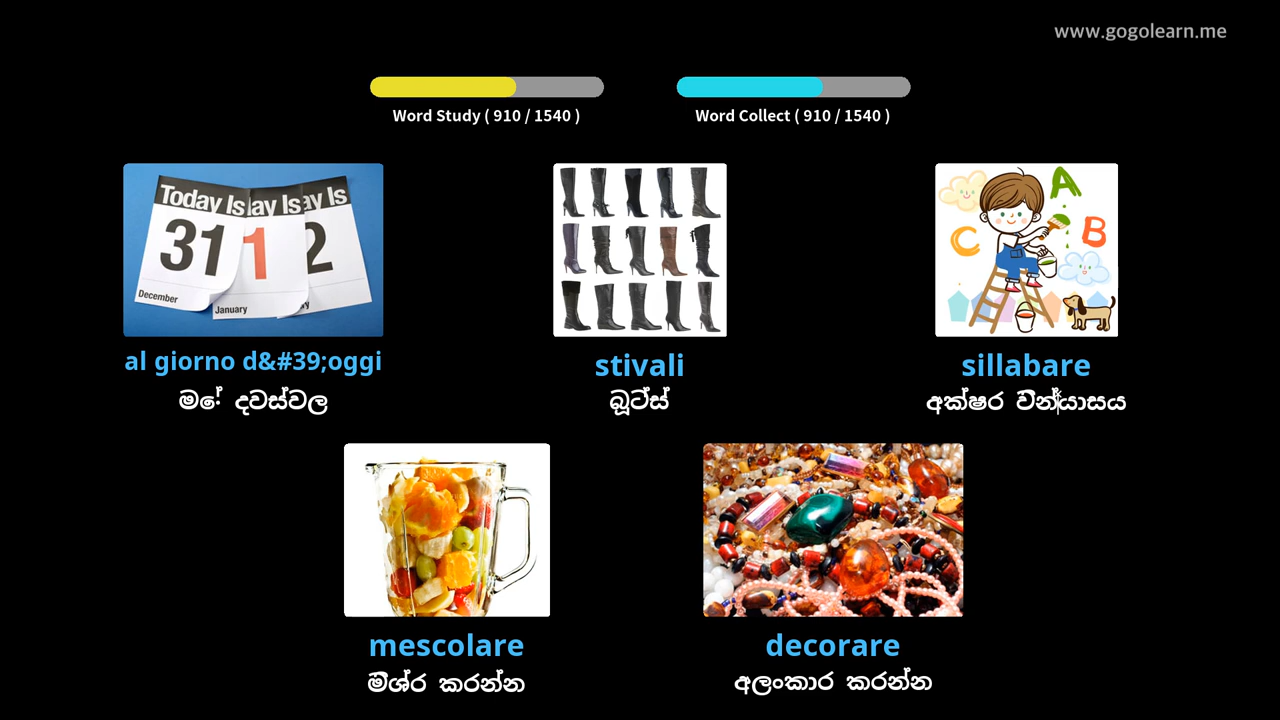 www.gogolearn.me
Word Study ( 910 / 1540 )
Word Collect ( 910 / 1540 )
Today Is
ay Is
ay Is
31
1
2
December
January
al giorno d&#39;oggi
මේ දවස්වල
stivali
බූට්ස්
A
B
C
sillabare
අක්ෂර වින්‍යාසය
mescolare
මිශ්ර කරන්න
decorare
අලංකාර කරන්න